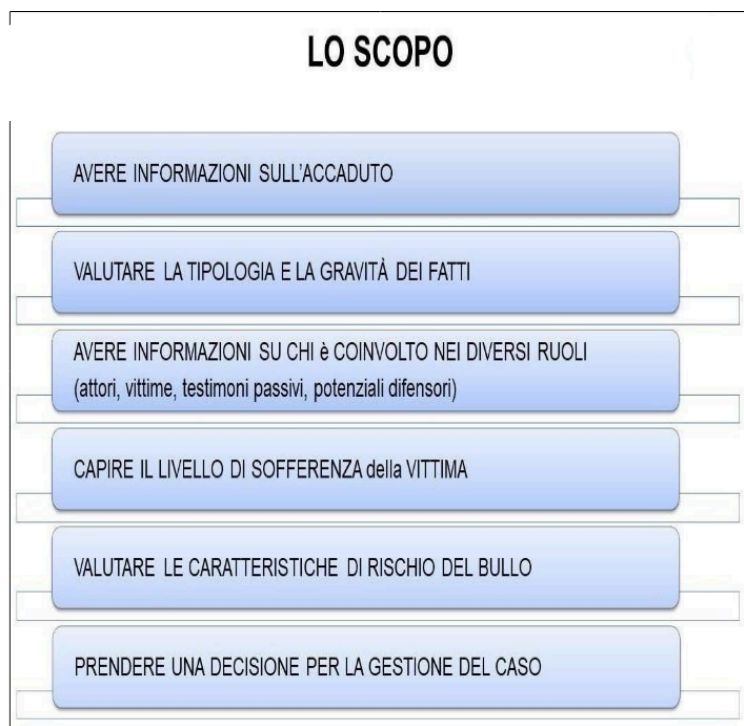 LO SCOPO
AVERE INFORMAZIONI SULL'ACCADUTO
VALUTARE LA TIPOLOGIA E LA GRAVITÀ DEI FATTI
AVERE INFORMAZIONI SU CHI è COINVOLTO NEI DIVERSI RUOLI
(attori, vittime, testimoni passivi, potenziali difensori)
CAPIRE IL LIVELLO DI SOFFERENZA della VITTIMA
VALUTARE LE CARATTERISTICHE DI RISCHIO DEL BULLO
PRENDERE UNA DECISIONE PER LA GESTIONE DEL CASO